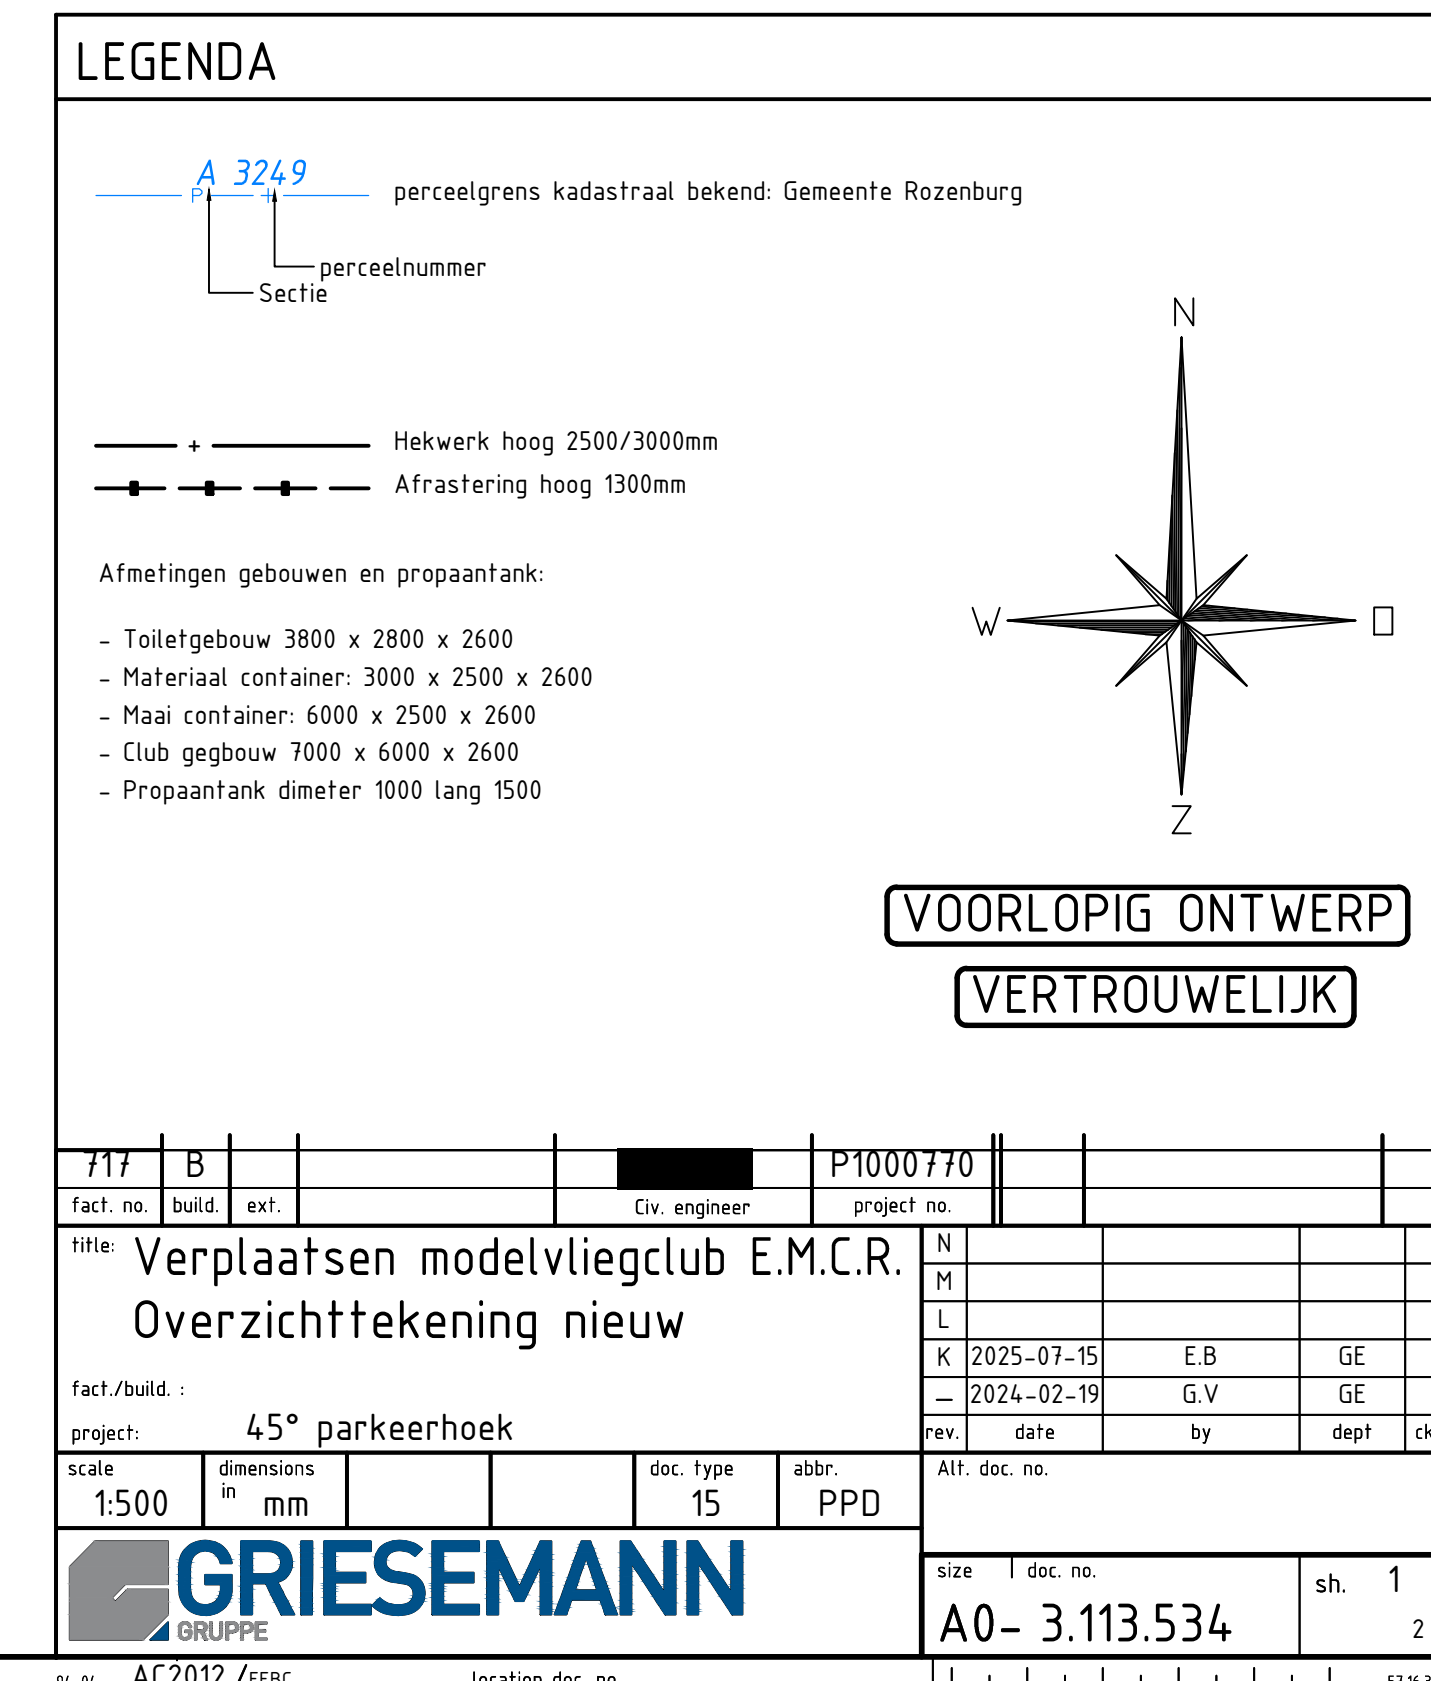 LEGENDA
A 3249
P
perceelgrens kadastraal bekend: Gemeente Rozenburg
perceelnummer
Sectie
N
Hekwerk hoog 2500/3000mm
Afrastering hoog 1300mm
Afmetingen gebouwen en propaantank:
W
O
- Toiletgebouw 3800 x 2800 x 2600
- Materiaal container: 3000 x 2500 x 2600
- Maai container: 6000 x 2500 x 2600
- Club gegbouw 7000 x 6000 x 2600
- Propaantank dimeter 1000 lang 1500
Z
VOORLOPIG ONTWERP
VERTROUWELIJK
717 B P1000770
fact. no. build. ext. Civ. engineer project no.
title: Verplaatsen modelvliegclub E.M.C.R.
Overzichttekening nieuw
fact./build. :
project: 45° parkeerhoek
N
M
L
K 2025-07-15 E.B GE
– 2024-02-19 G.V GE
rev. date by dept
scale dimensions doc. type abbr.
1:500 in mm 15 PPD
Alt. doc. no.
GRIESEMANN
GRUPPE
size doc. no.
A0- 3.113.534
sh. 1
2
AC2012
location doc. no.